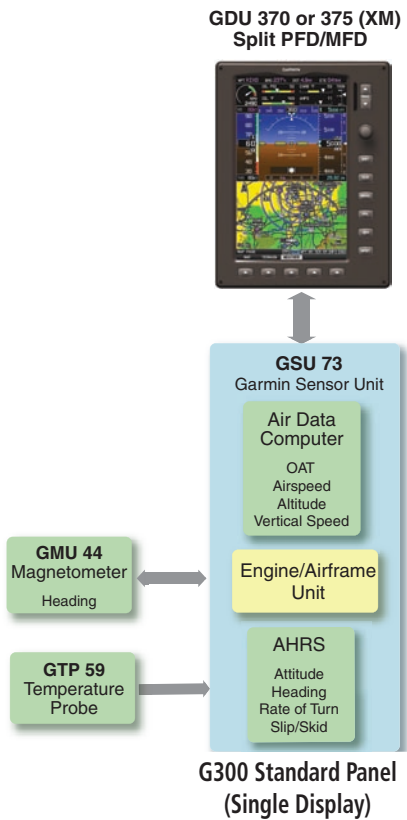 GDU 370 or 375 (XM)
Split PFD/MFD
GARMIN
GSU 73
Garmin Sensor Unit
Air Data
Computer
OAT
Airspeed
Altitude
Vertical Speed
GMU 44
Magnetometer
Heading
Engine/Airframe
Unit
GTP 59
Temperature
Probe
AHRS
Attitude
Heading
Rate of Turn
Slip/Skid
G300 Standard Panel
(Single Display)